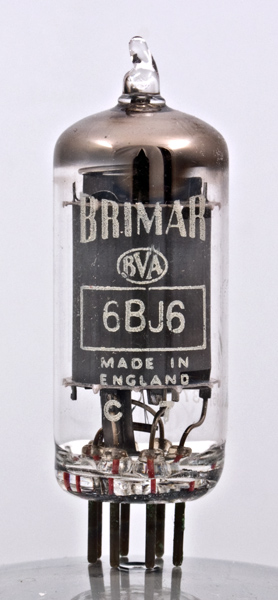 BRIMAR
BVA
6BJ6
MADE IN
ENGLAND
C